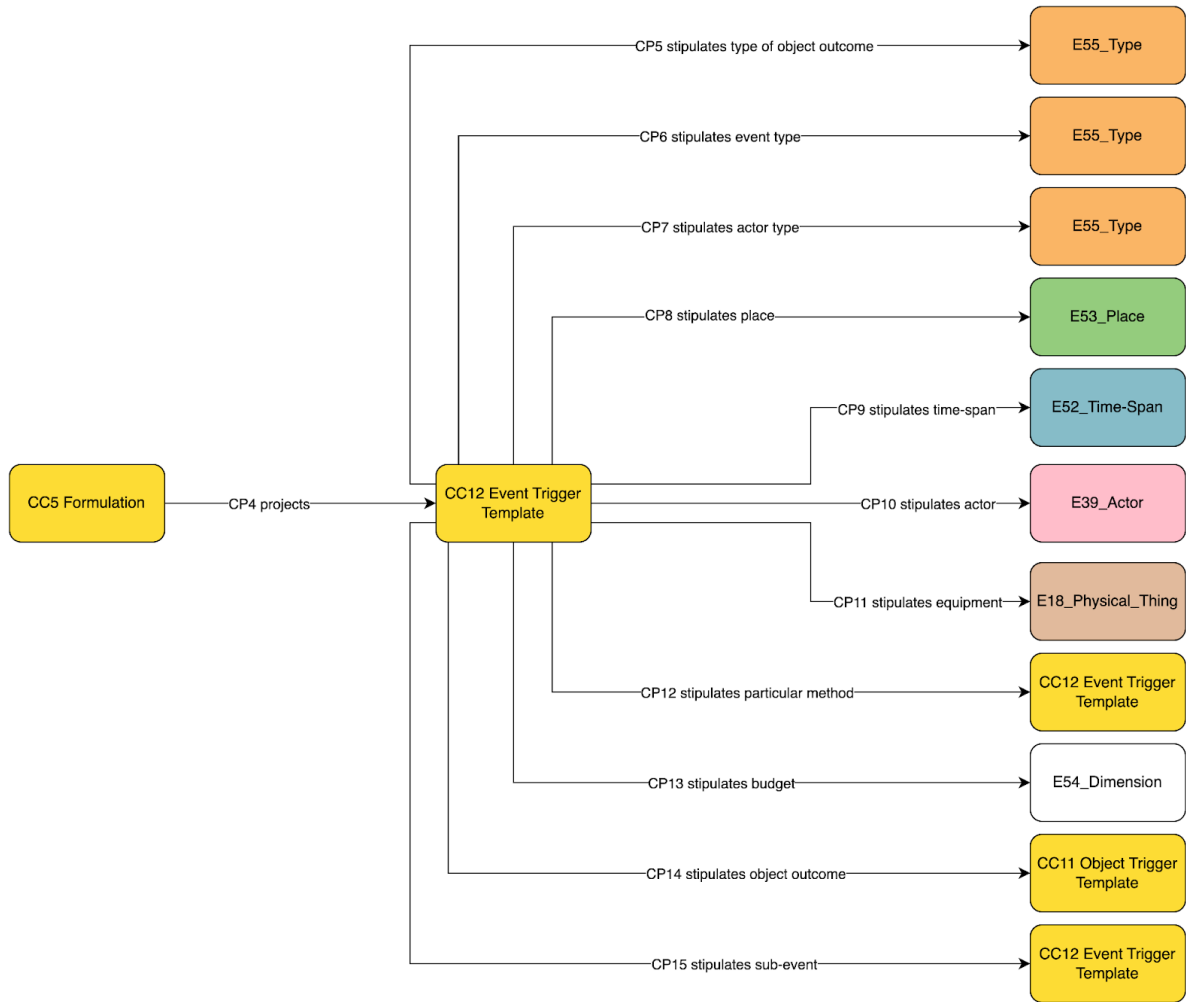 CP5 stipulates type of object outcome
E55_Type
CP6 stipulates event type
E55_Type
CP7 stipulates actor type
E55_Type
CP8 stipulates place
E53_Place
CP9 stipulates time-span
E52_Time-Span
CC5 Formulation
CP4 projects
CC12 Event Trigger
Template
CP10 stipulates actor
E39_Actor
CP11 stipulates equipment
E18_Physical_Thing
CP12 stipulates particular method
CC12 Event Trigger
Template
CP13 stipulates budget
E54_Dimension
CP14 stipulates object outcome
CC11 Object Trigger
Template
CP15 stipulates sub-event
CC12 Event Trigger
Template